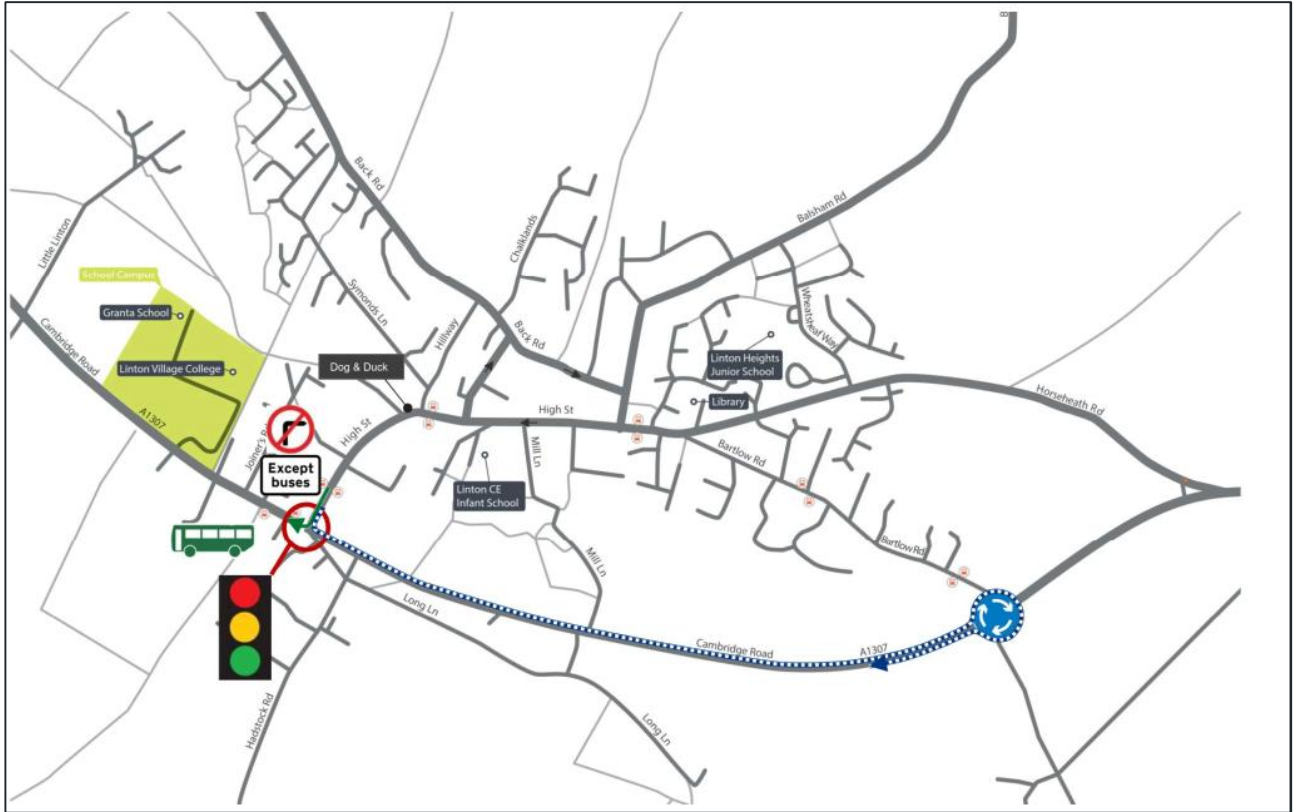 B
Back Rd
Balsham Rd
Little Linton
Chalklands
School Campus
Granta School
Symonds Ln
Hillway
Back Rd
Wheatsheaf Way
Cambridge Road
Linton Village College
Dog & Duck
Linton Heights
Junior School
Library
Horseheath Rd
A1307
High St
High St
Mill Ln
Bartlow Rd
Except
buses
Linton CE
Infant School
Bartlow Rd
Mill Ln
Long Ln
Cambridge Road
A1307
Hadstock Rd
Long Ln